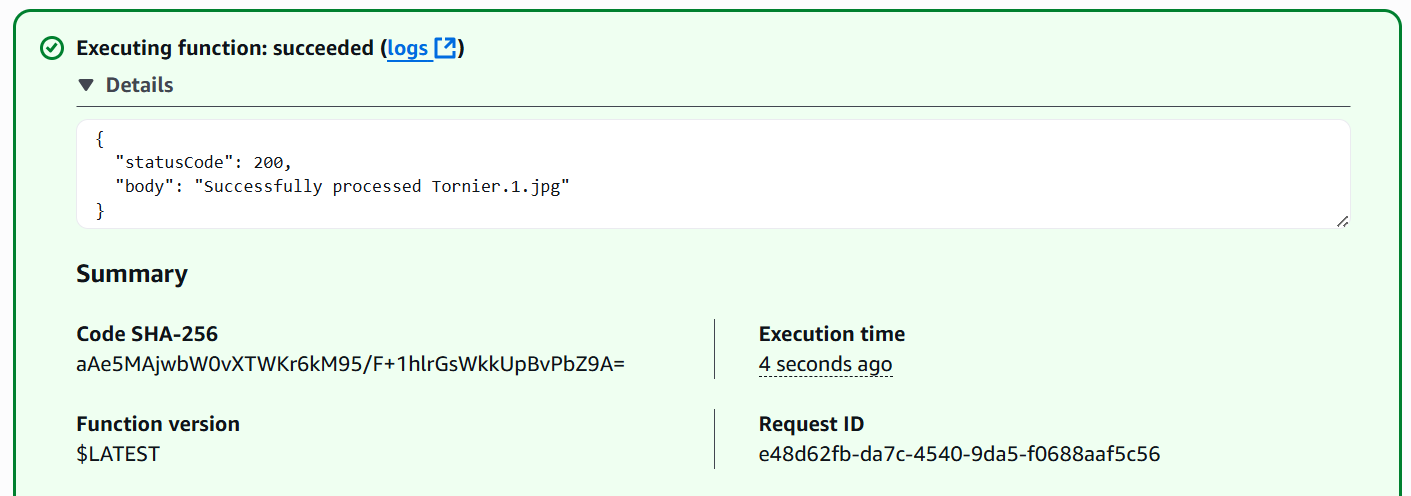 Executing function: succeeded (logs)
Details
{
  "statusCode": 200,
  "body": "Successfully processed Tornier.1.jpg"
}
Summary
Code SHA-256
aAe5MAjwbW0vXTWKr6kM95/F+1hlrGsWkkUpBvPbZ9A=
Execution time
4 seconds ago
Function version
$LATEST
Request ID
e48d62fb-da7c-4540-9da5-f0688aaf5c56